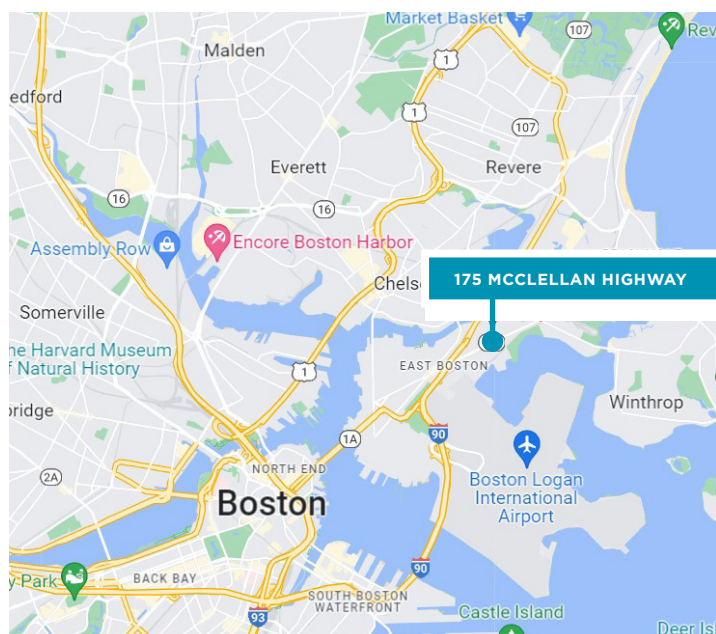 Market Basket
107
Rev
Malden
1
edford
1
107
Everett
Revere
16
16
Assembly Row
Encore Boston Harbor
175 MCCLELLAN HIGHWAY
Chels
Somerville
he Harvard Museum
f Natural History
1
EAST BOSTON
Winthrop
bridge
1A
90
NORTH END
2A
Boston Logan
International
Airport
Boston
y Park
BACK BAY
90
SOUTH BOSTON
WATERFRONT
93
Castle Island
Deer Isl